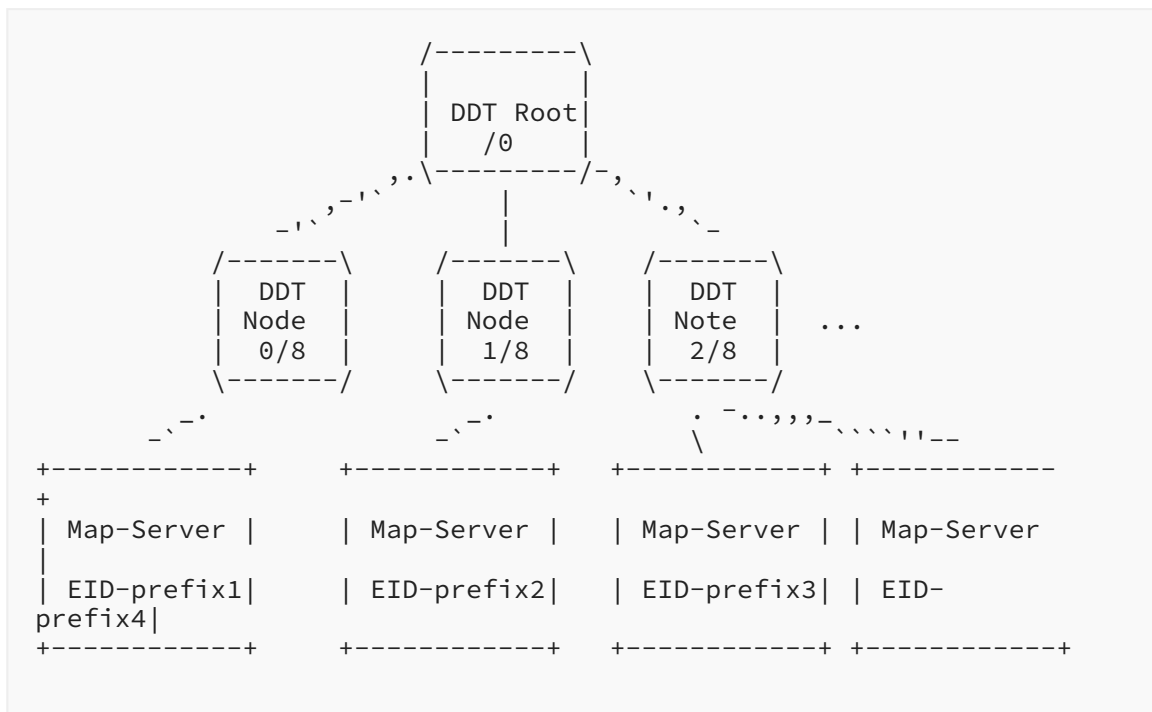 /---------\
                         |         |
                         | DDT Root|
                         |   /0    |
                       ,.\---------/-,
                   ,-'`       |       `'.,
                -'`           |           `-
            /-------\     /-------\    /-------\
            |  DDT  |     |  DDT  |    |  DDT  |
            | Node  |     | Node  |    | Note  |  ...
            |  0/8  |     |  1/8  |    |  2/8  |
            \-------/     \-------/    \-------/
          _.                _.            . -..,,,_
        -`                -`              \        ````''--
+------------+     +------------+   +------------+ +------------
+
| Map-Server |     | Map-Server |   | Map-Server | | Map-Server
|
| EID-prefix1|     | EID-prefix2|   | EID-prefix3| | EID-
prefix4|
+------------+     +------------+   +------------+ +------------+